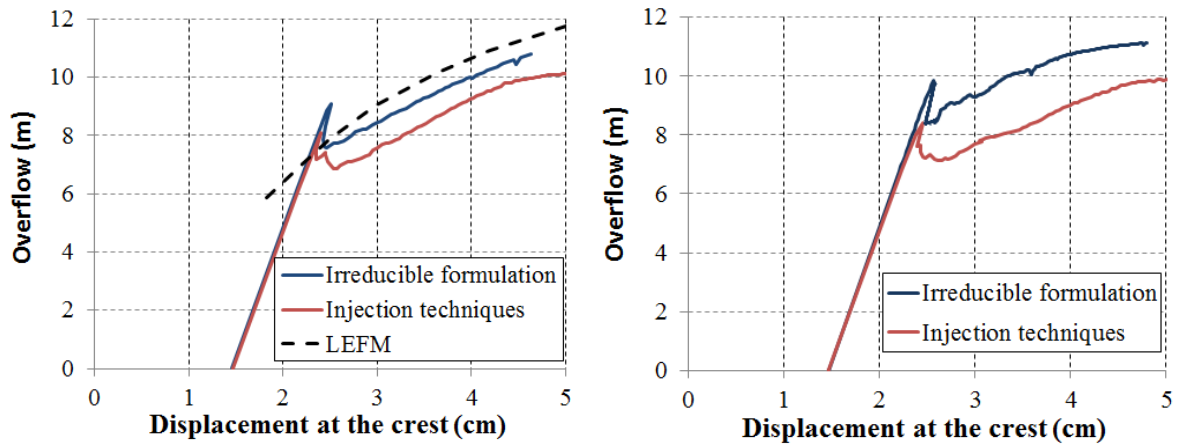 12
10
8
6
4
2
0
Overflow (m)
Irreducible formulation
Injection techniques
LEFM
0 1 2 3 4 5
Displacement at the crest (cm)
12
10
8
6
4
2
0
Overflow (m)
Irreducible formulation
Injection techniques
0 1 2 3 4 5
Displacement at the crest (cm)